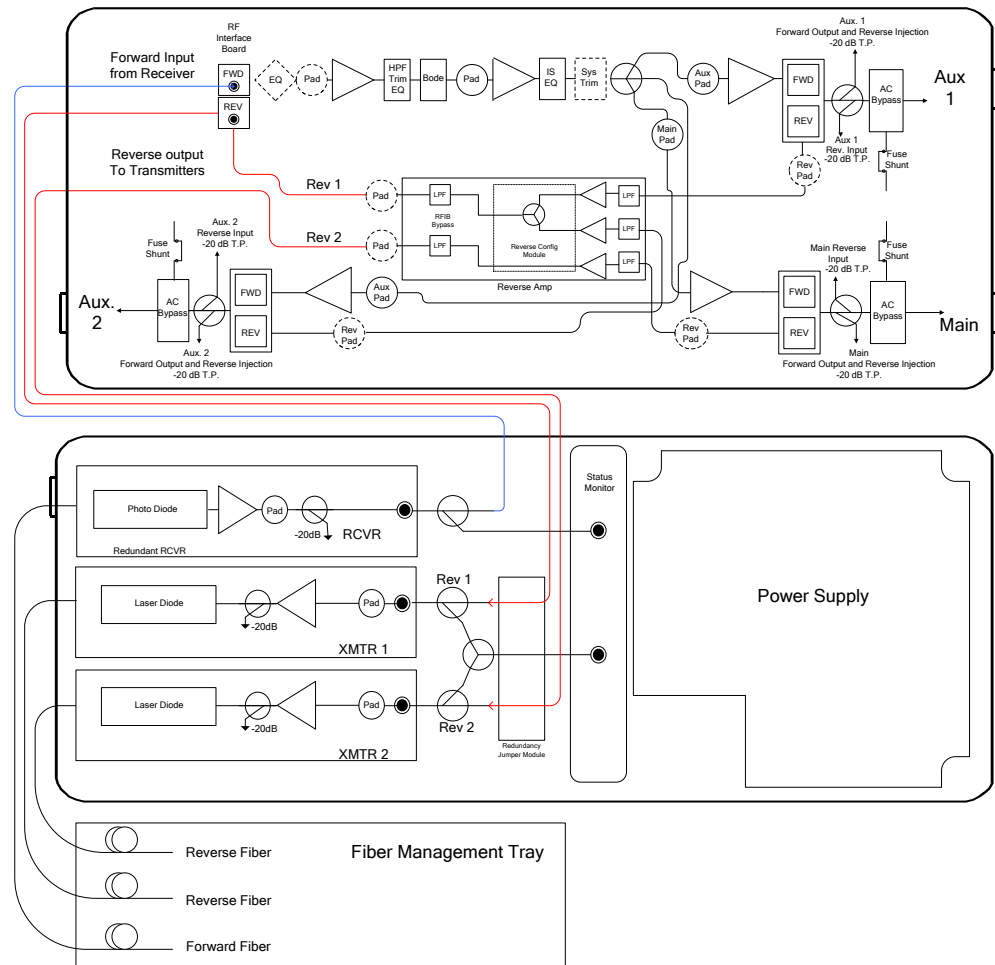 RF
Interface
Board
Forward Input
from Receiver
FWD
REV
EQ
Pad
HPF
Trim
EQ
Bode
Pad
IS
EQ
Sys
Trim
Aux
Pad
Main
Pad
Aux. 1
Forward Output and Reverse Injection
-20 dB T.P.
FWD
REV
AC
Bypass
Aux
1
Aux 1
Rev. Input
-20 dB T.P.
Fuse
Shunt
Rev
Pad
Reverse output
To Transmitters
Rev 1
Pad
LPF
RFIB
Bypass
Rev 2
Pad
LPF
Reverse Config
Module
LPF
LPF
LPF
Reverse Amp
Aux. 2
Reverse Input
-20 dB T.P.
Fuse
Shunt
Aux.
2
AC
Bypass
FWD
REV
Aux
Pad
Rev
Pad
Aux. 2
Forward Output and Reverse Injection
-20 dB T.P.
Main Reverse
Input
-20 dB T.P.
Fuse
Shunt
FWD
REV
Rev
Pad
AC
Bypass
Main
Main
Forward Output and Reverse Injection
-20 dB T.P.
Photo Diode
Pad
-20dB
RCVR
Redundant RCVR
Status
Monitor
Laser Diode
-20dB
Pad
XMTR 1
Rev 1
Laser Diode
-20dB
Pad
XMTR 2
Rev 2
Redundancy
Jumper Module
Power Supply
Fiber Management Tray
Reverse Fiber
Reverse Fiber
Forward Fiber